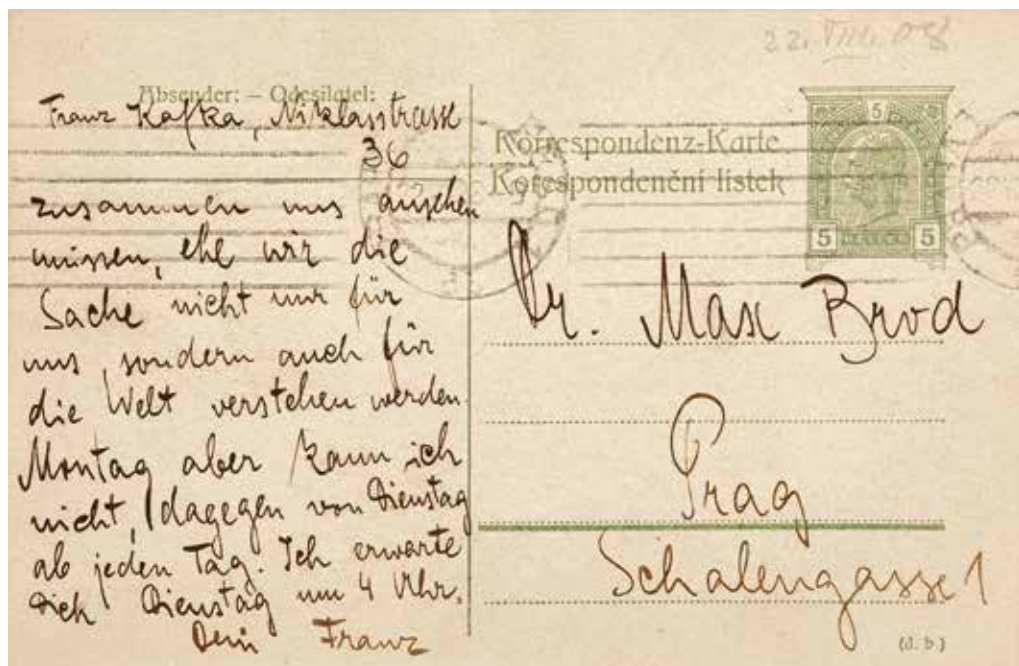 22. VIII. 08
Absender: – Odesílatel:
Franz Kafka, Niklasstrasse
36
zusammen uns ansehen
müssen, ehe wir die
Sache nicht nur für
uns, sondern auch für
die Welt verstehen werden.
Montag aber kann ich
nicht, dagegen von Dienstag
ab jeden Tag. Ich erwarte
Dich Dienstag um 4 Uhr.
Dein Franz
Korrespondenz-Karte
Korespondenční lístek
5
5 5
Dr. Max Brod
Prag
Schalengasse 1
(d. b.)